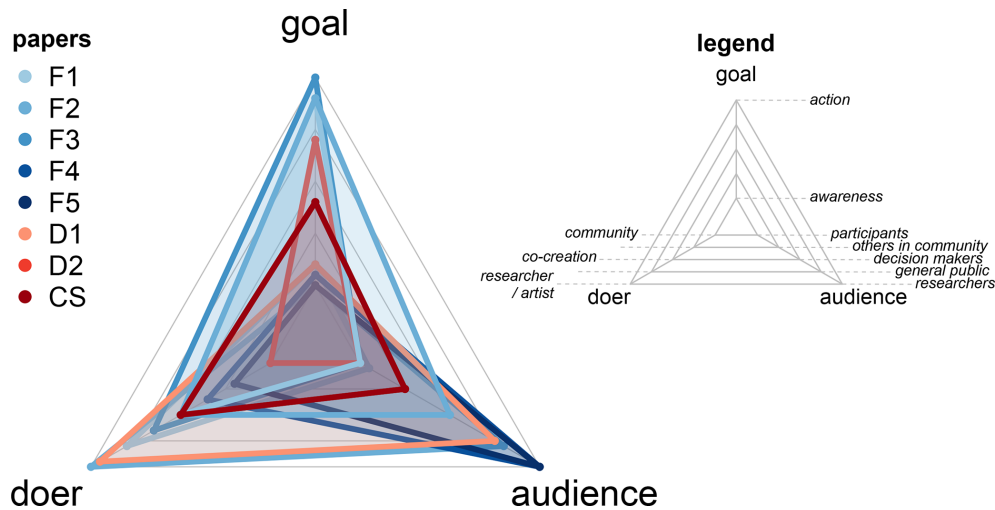 papers
F1
F2
F3
F4
F5
D1
D2
CS
goal
doer
audience
legend
goal
action
awareness
community
participants
others in community
co-creation
decision makers
researcher
/ artist
general public
researchers
doer
audience